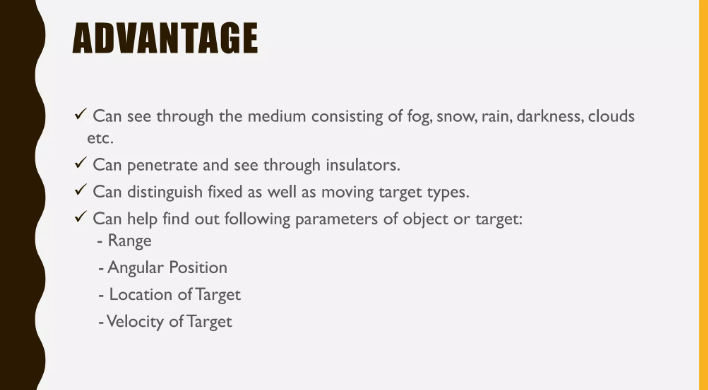 ADVANTAGE
✓ Can see through the medium consisting of fog, snow, rain, darkness, clouds
etc.
✓ Can penetrate and see through insulators.
✓ Can distinguish fixed as well as moving target types.
✓ Can help find out following parameters of object or target:
- Range
- Angular Position
- Location of Target
- Velocity of Target